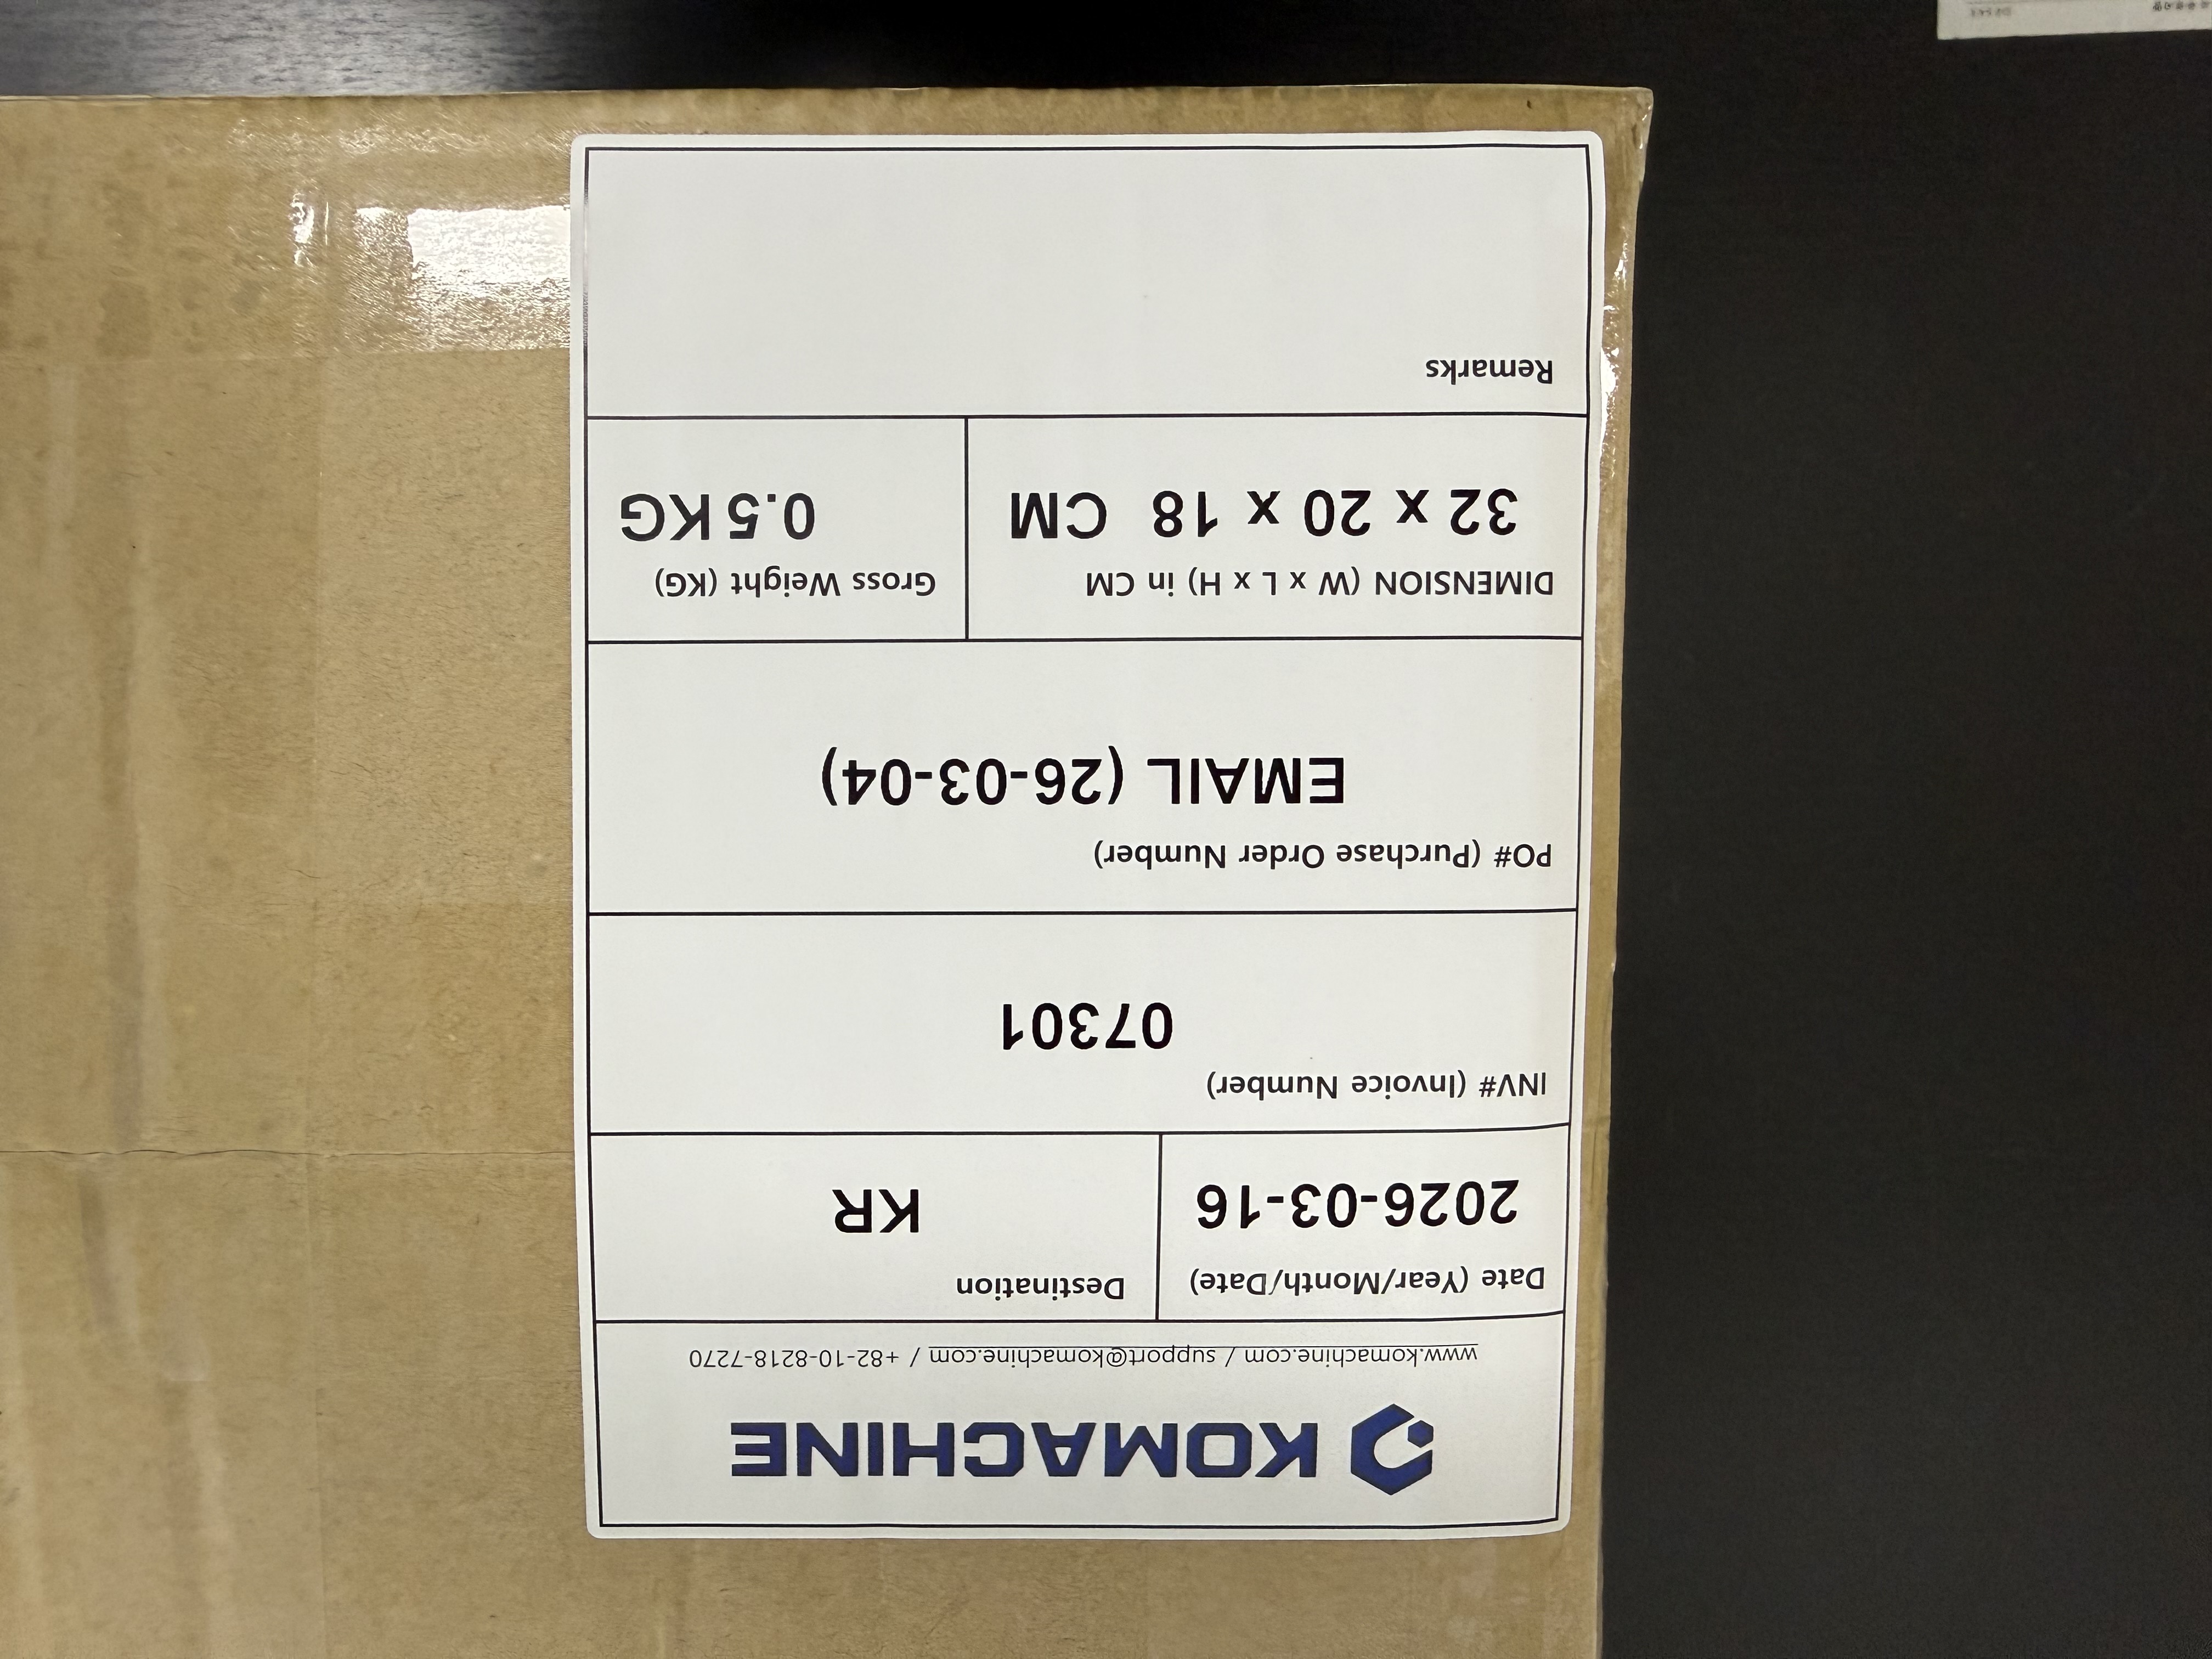 KOMACHINE
www.komachine.com / support@komachine.com / +82-10-8218-7270
Date (Year/Month/Date)
2026-03-16
Destination
KR
INV# (Invoice Number)
07301
PO# (Purchase Order Number)
EMAIL (26-03-04)
DIMENSION (W x L x H) in CM
32 x 20 x 18 CM
Gross Weight (KG)
0.5 KG
Remarks